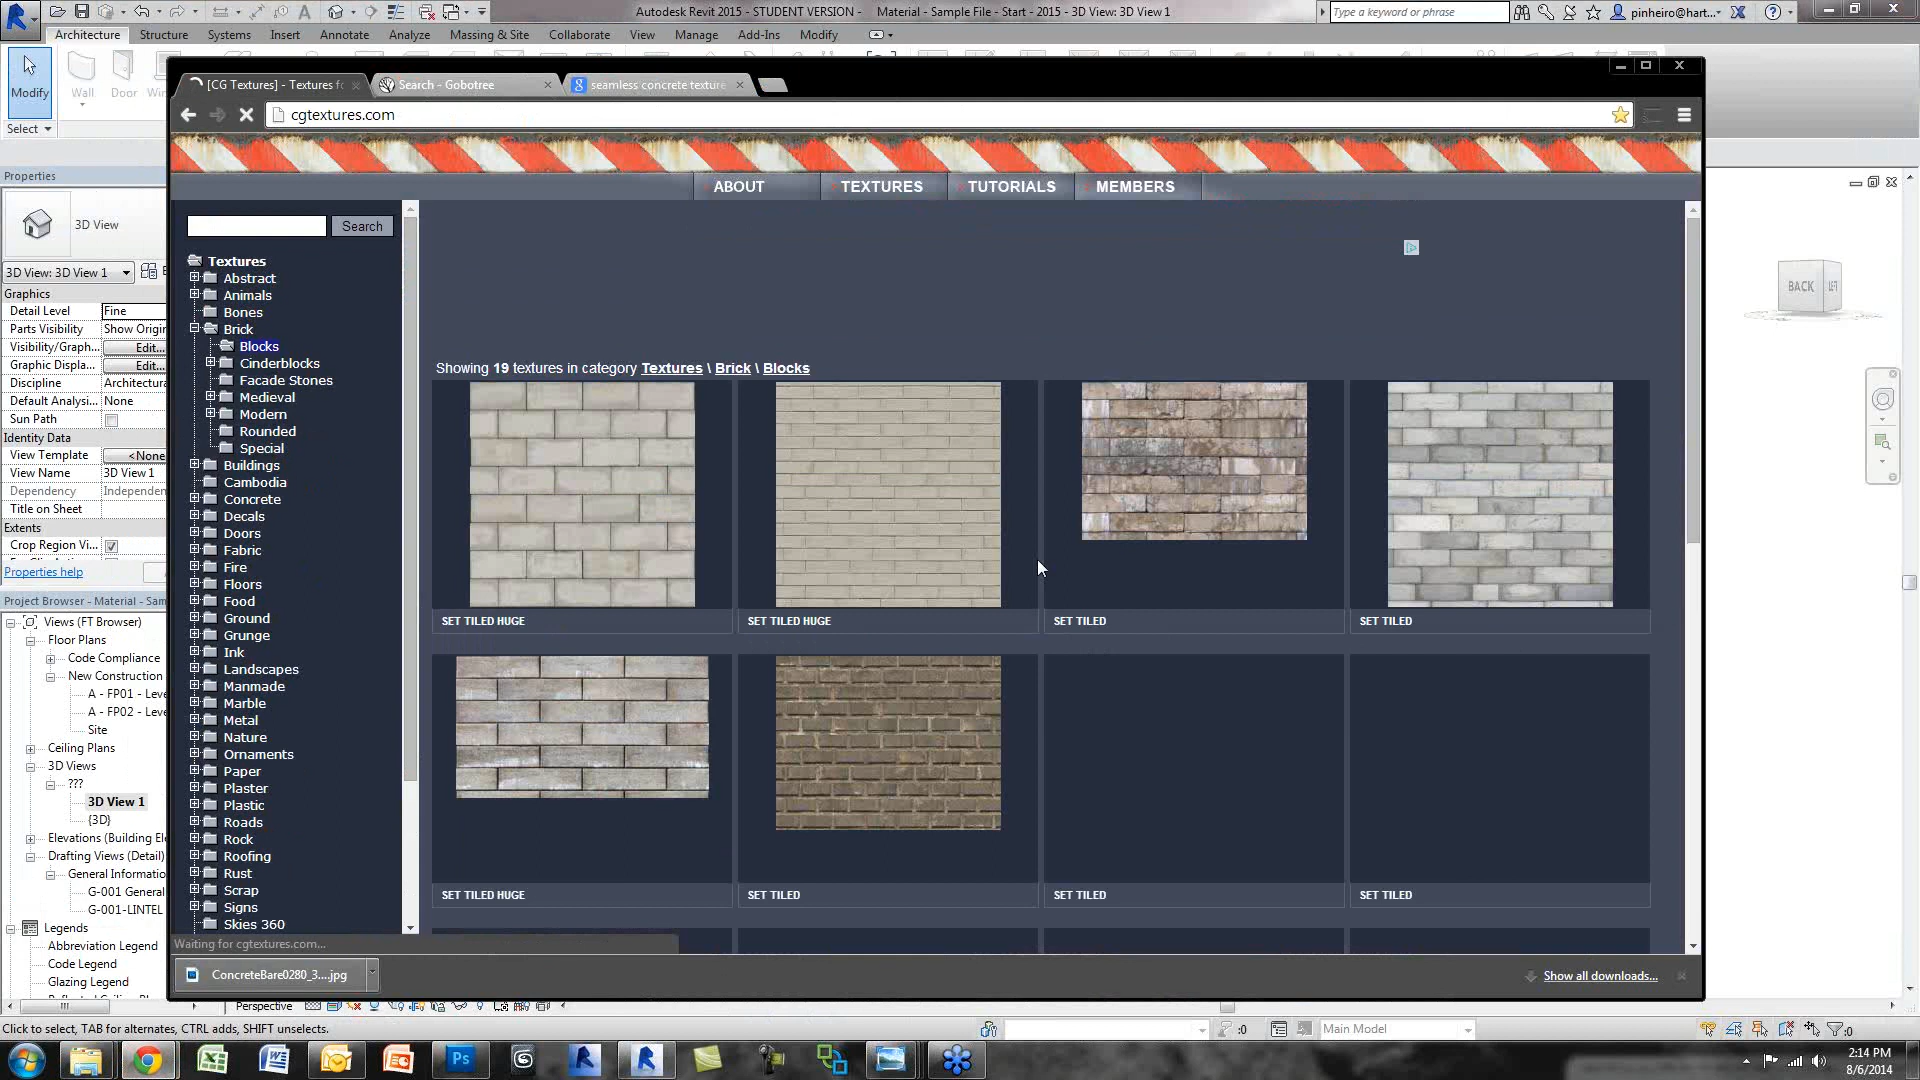 Autodesk Revit 2015 - STUDENT VERSION - Material - Sample File - Start - 2015 - 3D View: 3D View 1
Type a keyword or phrase
pinheiro@hart...
Architecture Structure Systems Insert Annotate Analyze Massing & Site Collaborate View Manage Add-Ins Modify
Modify
Wall
Door
Select
[CG Textures] - Textures fo
Search - Gobotree
seamless concrete texture
cgtextures.com
ABOUT
TEXTURES
TUTORIALS
MEMBERS
Properties
3D View
3D View: 3D View 1
Graphics
Detail Level Fine
Parts Visibility Show Origin
Visibility/Graph... Edit...
Graphic Displa... Edit...
Discipline Architectura
Default Analysi... None
Sun Path
Identity Data
View Template <None
View Name 3D View 1
Dependency Independen
Title on Sheet
Extents
Crop Region Vi...
Properties help
Project Browser - Material - Sam
Views (FT Browser)
Floor Plans
Code Compliance
New Construction
A - FP01 - Leve
A - FP02 - Leve
Site
Ceiling Plans
3D Views
???
3D View 1
{3D}
Elevations (Building El
Drafting Views (Detail)
General Informatio
G-001 General
G-001-LINTEL
Legends
Abbreviation Legend
Code Legend
Glazing Legend
Search
Textures
Abstract
Animals
Bones
Brick
Blocks
Cinderblocks
Facade Stones
Medieval
Modern
Rounded
Special
Buildings
Cambodia
Concrete
Decals
Doors
Fabric
Fire
Floors
Food
Ground
Grunge
Ink
Landscapes
Manmade
Marble
Metal
Nature
Ornaments
Paper
Plaster
Plastic
Roads
Rock
Roofing
Rust
Scrap
Signs
Skies 360
Showing 19 textures in category Textures \ Brick \ Blocks
SET TILED HUGE
SET TILED HUGE
SET TILED
SET TILED
SET TILED HUGE
SET TILED
SET TILED
SET TILED
BACK
Waiting for cgtextures.com...
ConcreteBare0280_3....jpg
Show all downloads...
Perspective
Click to select, TAB for alternates, CTRL adds, SHIFT unselects.
:0
Main Model
:0
Ps
2:14 PM
8/6/2014